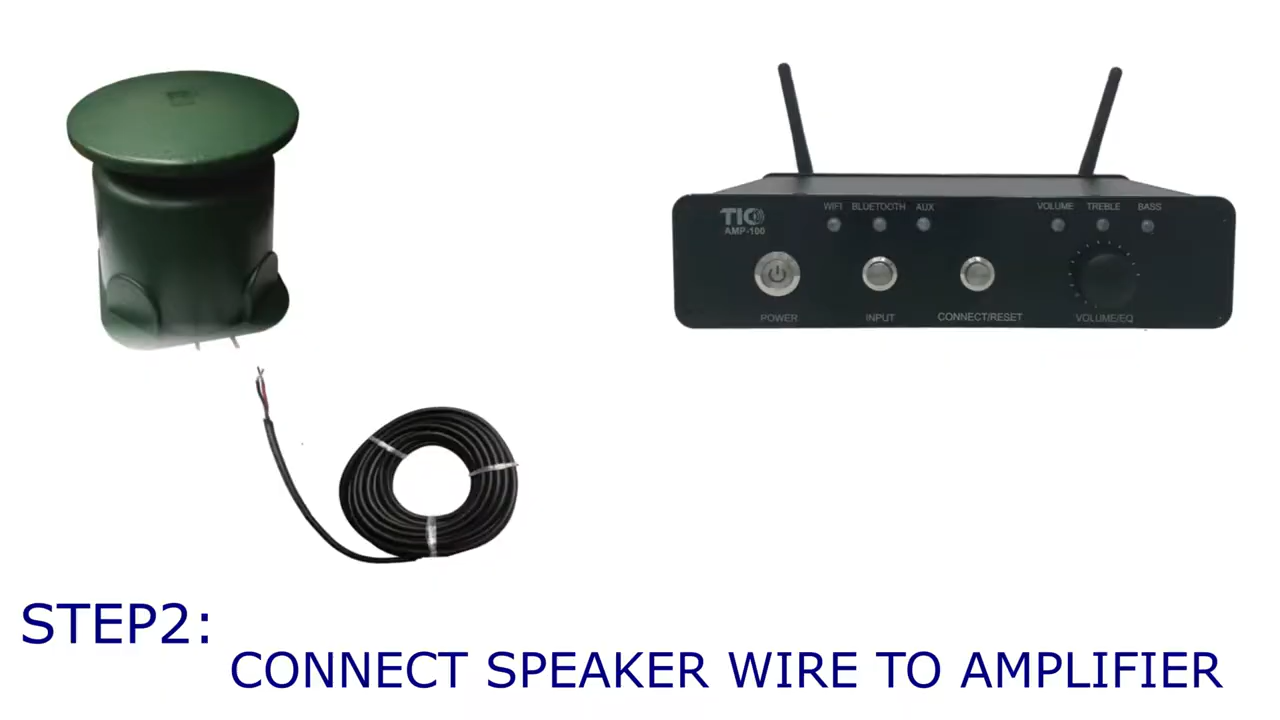 WIFI BLUETOOTH AUX VOLUME TREBLE BASS
TIC
AMP-100
POWER INPUT CONNECT/RESET VOLUME/EQ
STEP2:
CONNECT SPEAKER WIRE TO AMPLIFIER